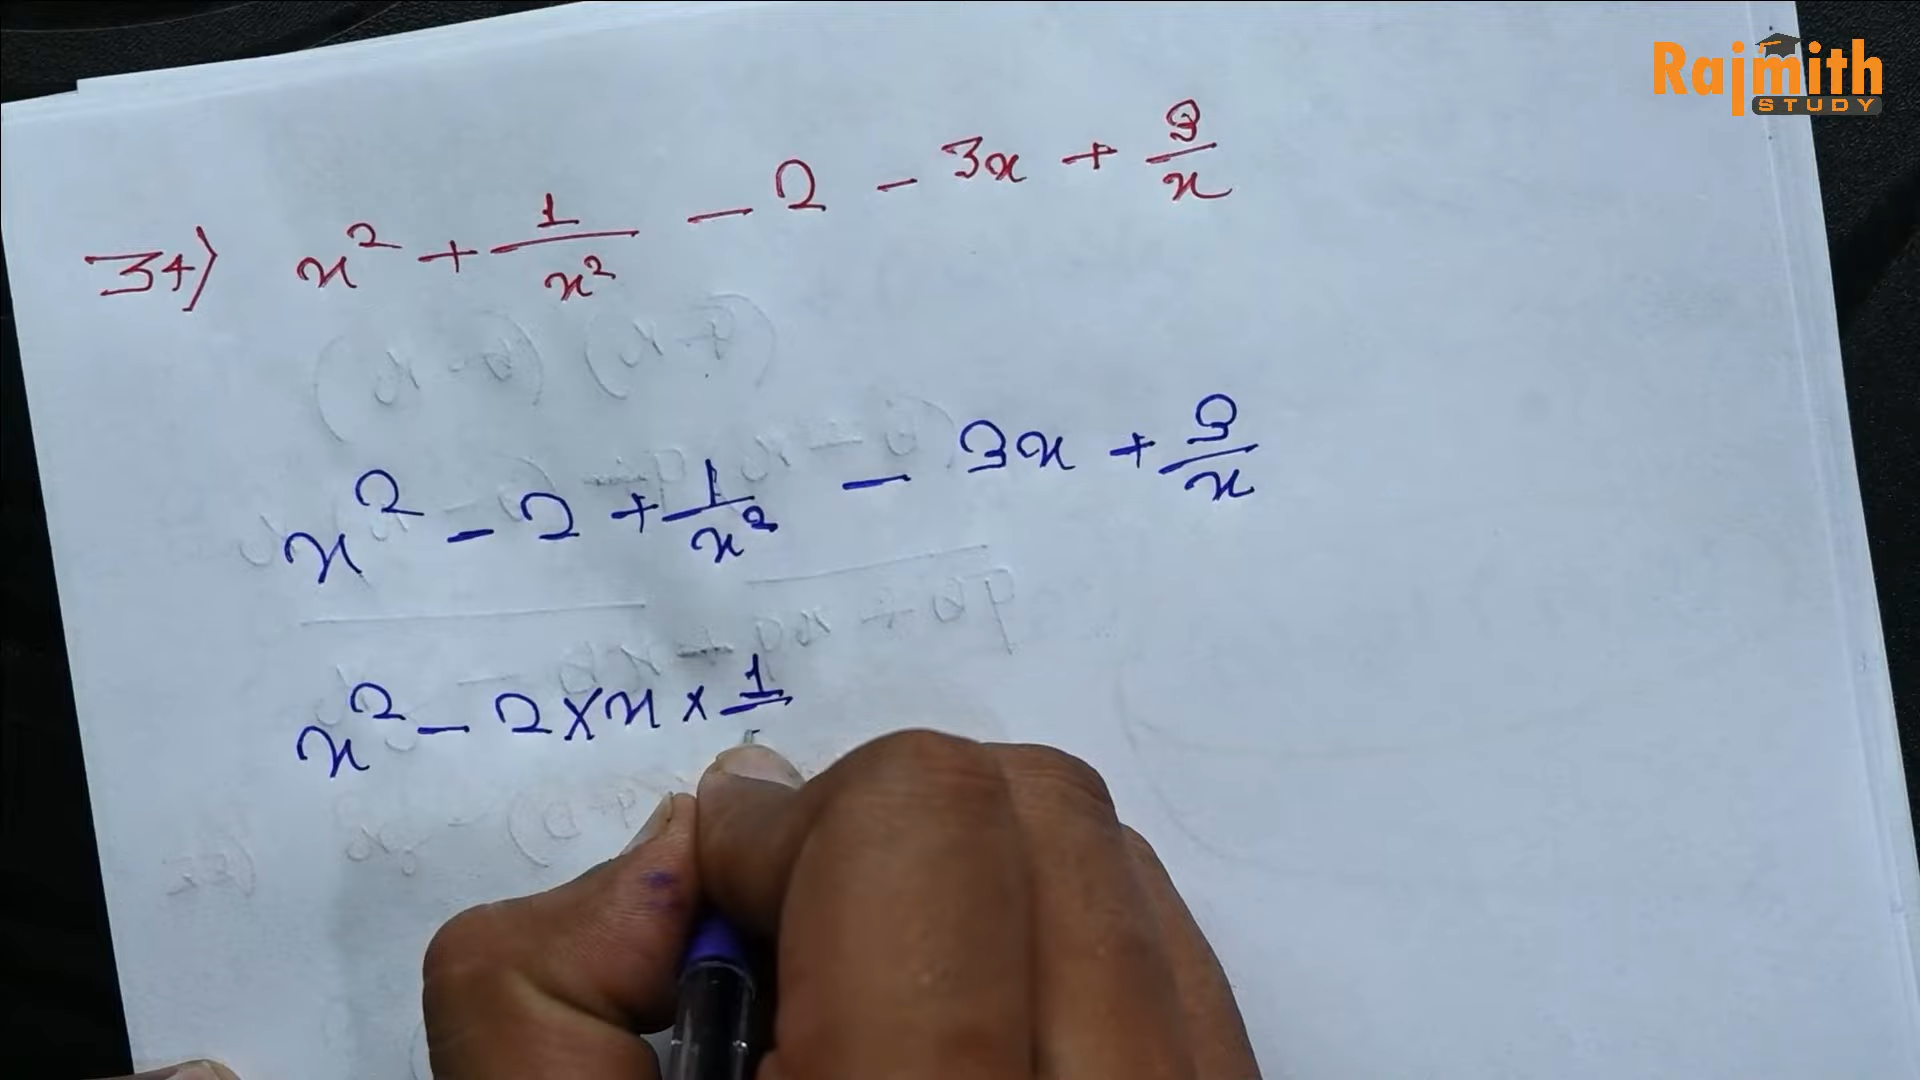 Rajmith
STUDY
34) x² + 1/x² - 2 - 3x + 3/x
x² - 2 + 1/x² - 3x + 3/x
x² - 2 × x × 1/